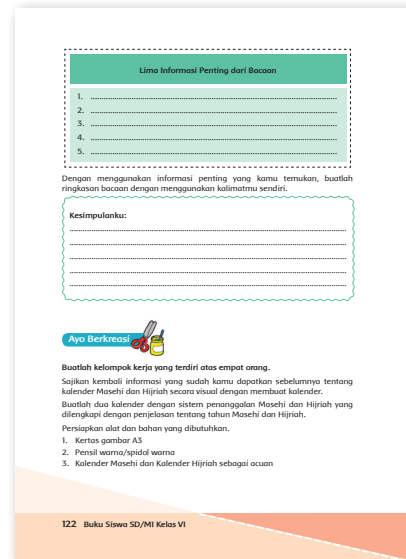 Lima Informasi Penting dari Bacaan
1. ............................................................
2. ............................................................
3. ............................................................
4. ............................................................
5. ............................................................
Dengan menggunakan informasi penting yang kamu temukan, buatlah
ringkasan bacaan dengan menggunakan kalimatmu sendiri.
Kesimpulanku:
............................................................
............................................................
............................................................
............................................................
............................................................
Ayo Berkreasi
Buatlah kelompok kerja yang terdiri atas empat orang.
Sajikan kembali informasi yang sudah kamu dapatkan sebelumnya tentang
kalender Masehi dan Hijriah secara visual dengan membuat kalender.
Buatlah dua kalender dengan sistem penanggalan Masehi dan Hijriah yang
dilengkapi dengan penjelasan tentang tahun Masehi dan Hijriah.
Persiapkan alat dan bahan yang dibutuhkan.
1. Kertas gambar A3
2. Pensil warna/spidol warna
3. Kalender Masehi dan Kalender Hijriah sebagai acuan
122 Buku Siswa SD/MI Kelas VI